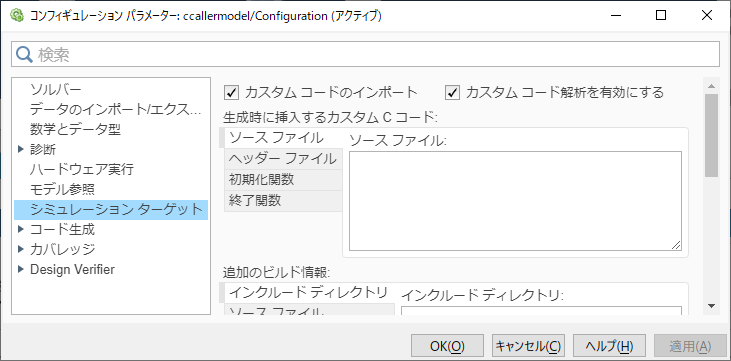 コンフィギュレーション パラメーター: ccallermodel/Configuration (アクティブ)
検索
ソルバー
データのインポート/エクス...
数学とデータ型
診断
ハードウェア実行
モデル参照
シミュレーション ターゲット
コード生成
カバレッジ
Design Verifier
カスタム コードのインポート
カスタム コード解析を有効にする
生成時に挿入するカスタム C コード:
ソース ファイル
ヘッダー ファイル
初期化関数
終了関数
ソース ファイル:
追加のビルド情報:
インクルード ディレクトリ
ソース ファイル
インクルード ディレクトリ:
OK(O)
キャンセル(C)
ヘルプ(H)
適用(A)